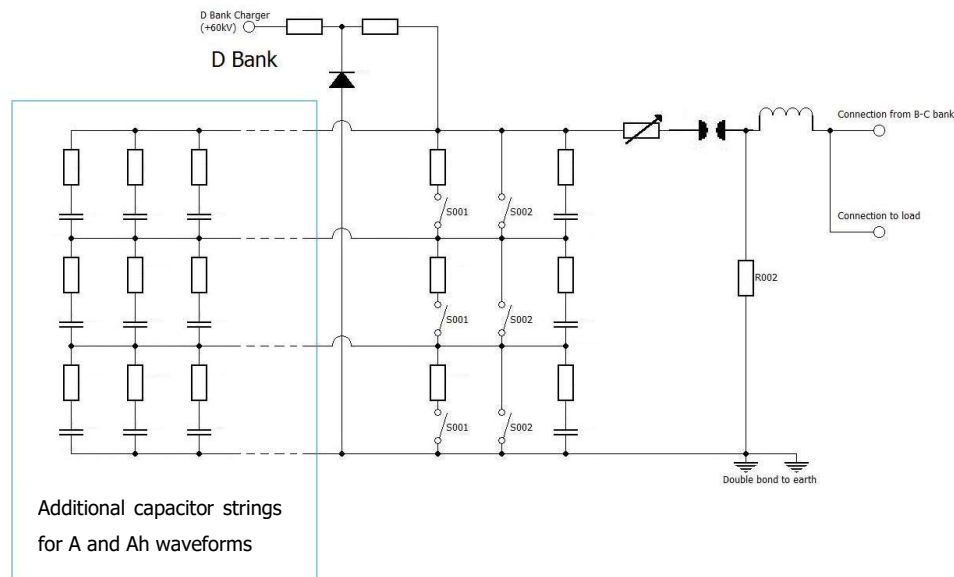 D Bank Charger
(+60kV)
D Bank
Connection from B-C bank
Connection to load
S001
S002
S001
S002
R002
S001
S002
Double bond to earth
Additional capacitor strings
for A and Ah waveforms